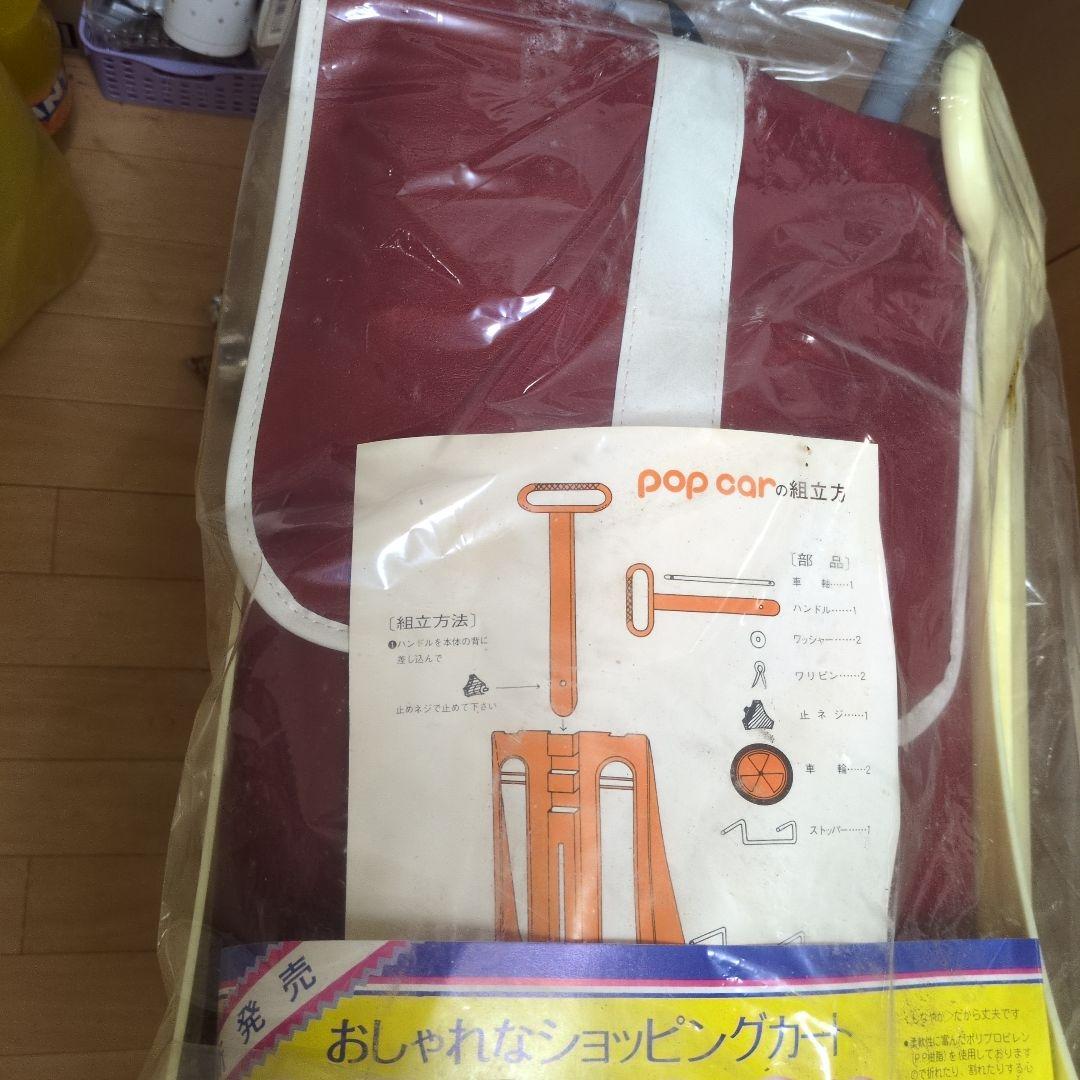 pop carの組立方
〔部 品〕
車 軸……1
ハンドル……1
ワッシャー……2
ワリピン……2
止 ネ ジ……1
車 輪……2
ストッパー……1
〔組立方法〕
❶ハンドルを本体の背に
差し込んで
止めネジで止めて下さい
発売
おしゃれなショッピングカート
だから丈夫です
●柔軟性に富んだポリプロピレン
(P.P樹脂)を使用しております
ので折れたり、割れたりする心